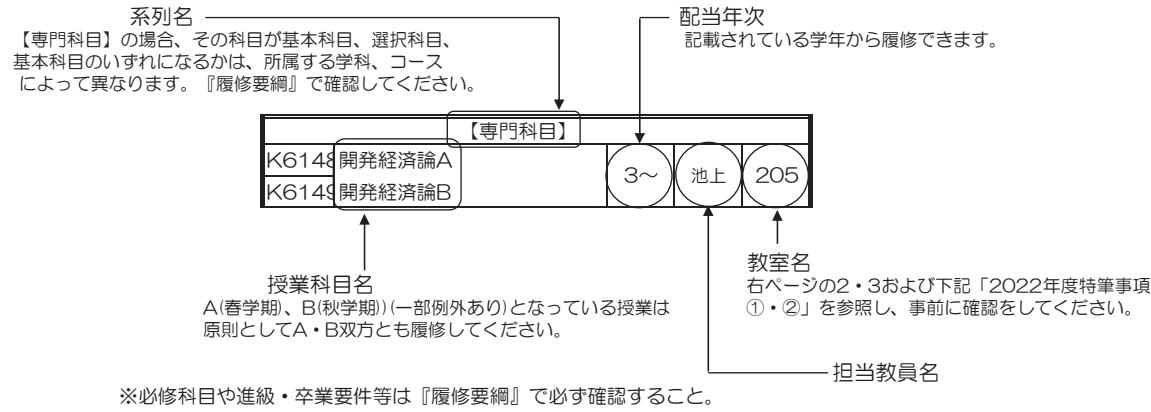 系列名
【専門科目】の場合、その科目が基本科目、選択科目、
基本科目のいずれになるかは、所属する学科、コース
によって異なります。『履修要綱』で確認してください。
配当年次
記載されている学年から履修できます。
【専門科目】
K6148 開発経済論A
K6149 開発経済論B
3～ 池上 205
授業科目名
A(春学期)、B(秋学期))(一部例外あり)となっている授業は
原則としてA・B双方とも履修してください。
教室名
右ページの2・3および下記「2022年度特筆事項
①・②」を参照し、事前に確認をしてください。
担当教員名
※必修科目や進級・卒業要件等は『履修要綱』で必ず確認すること。